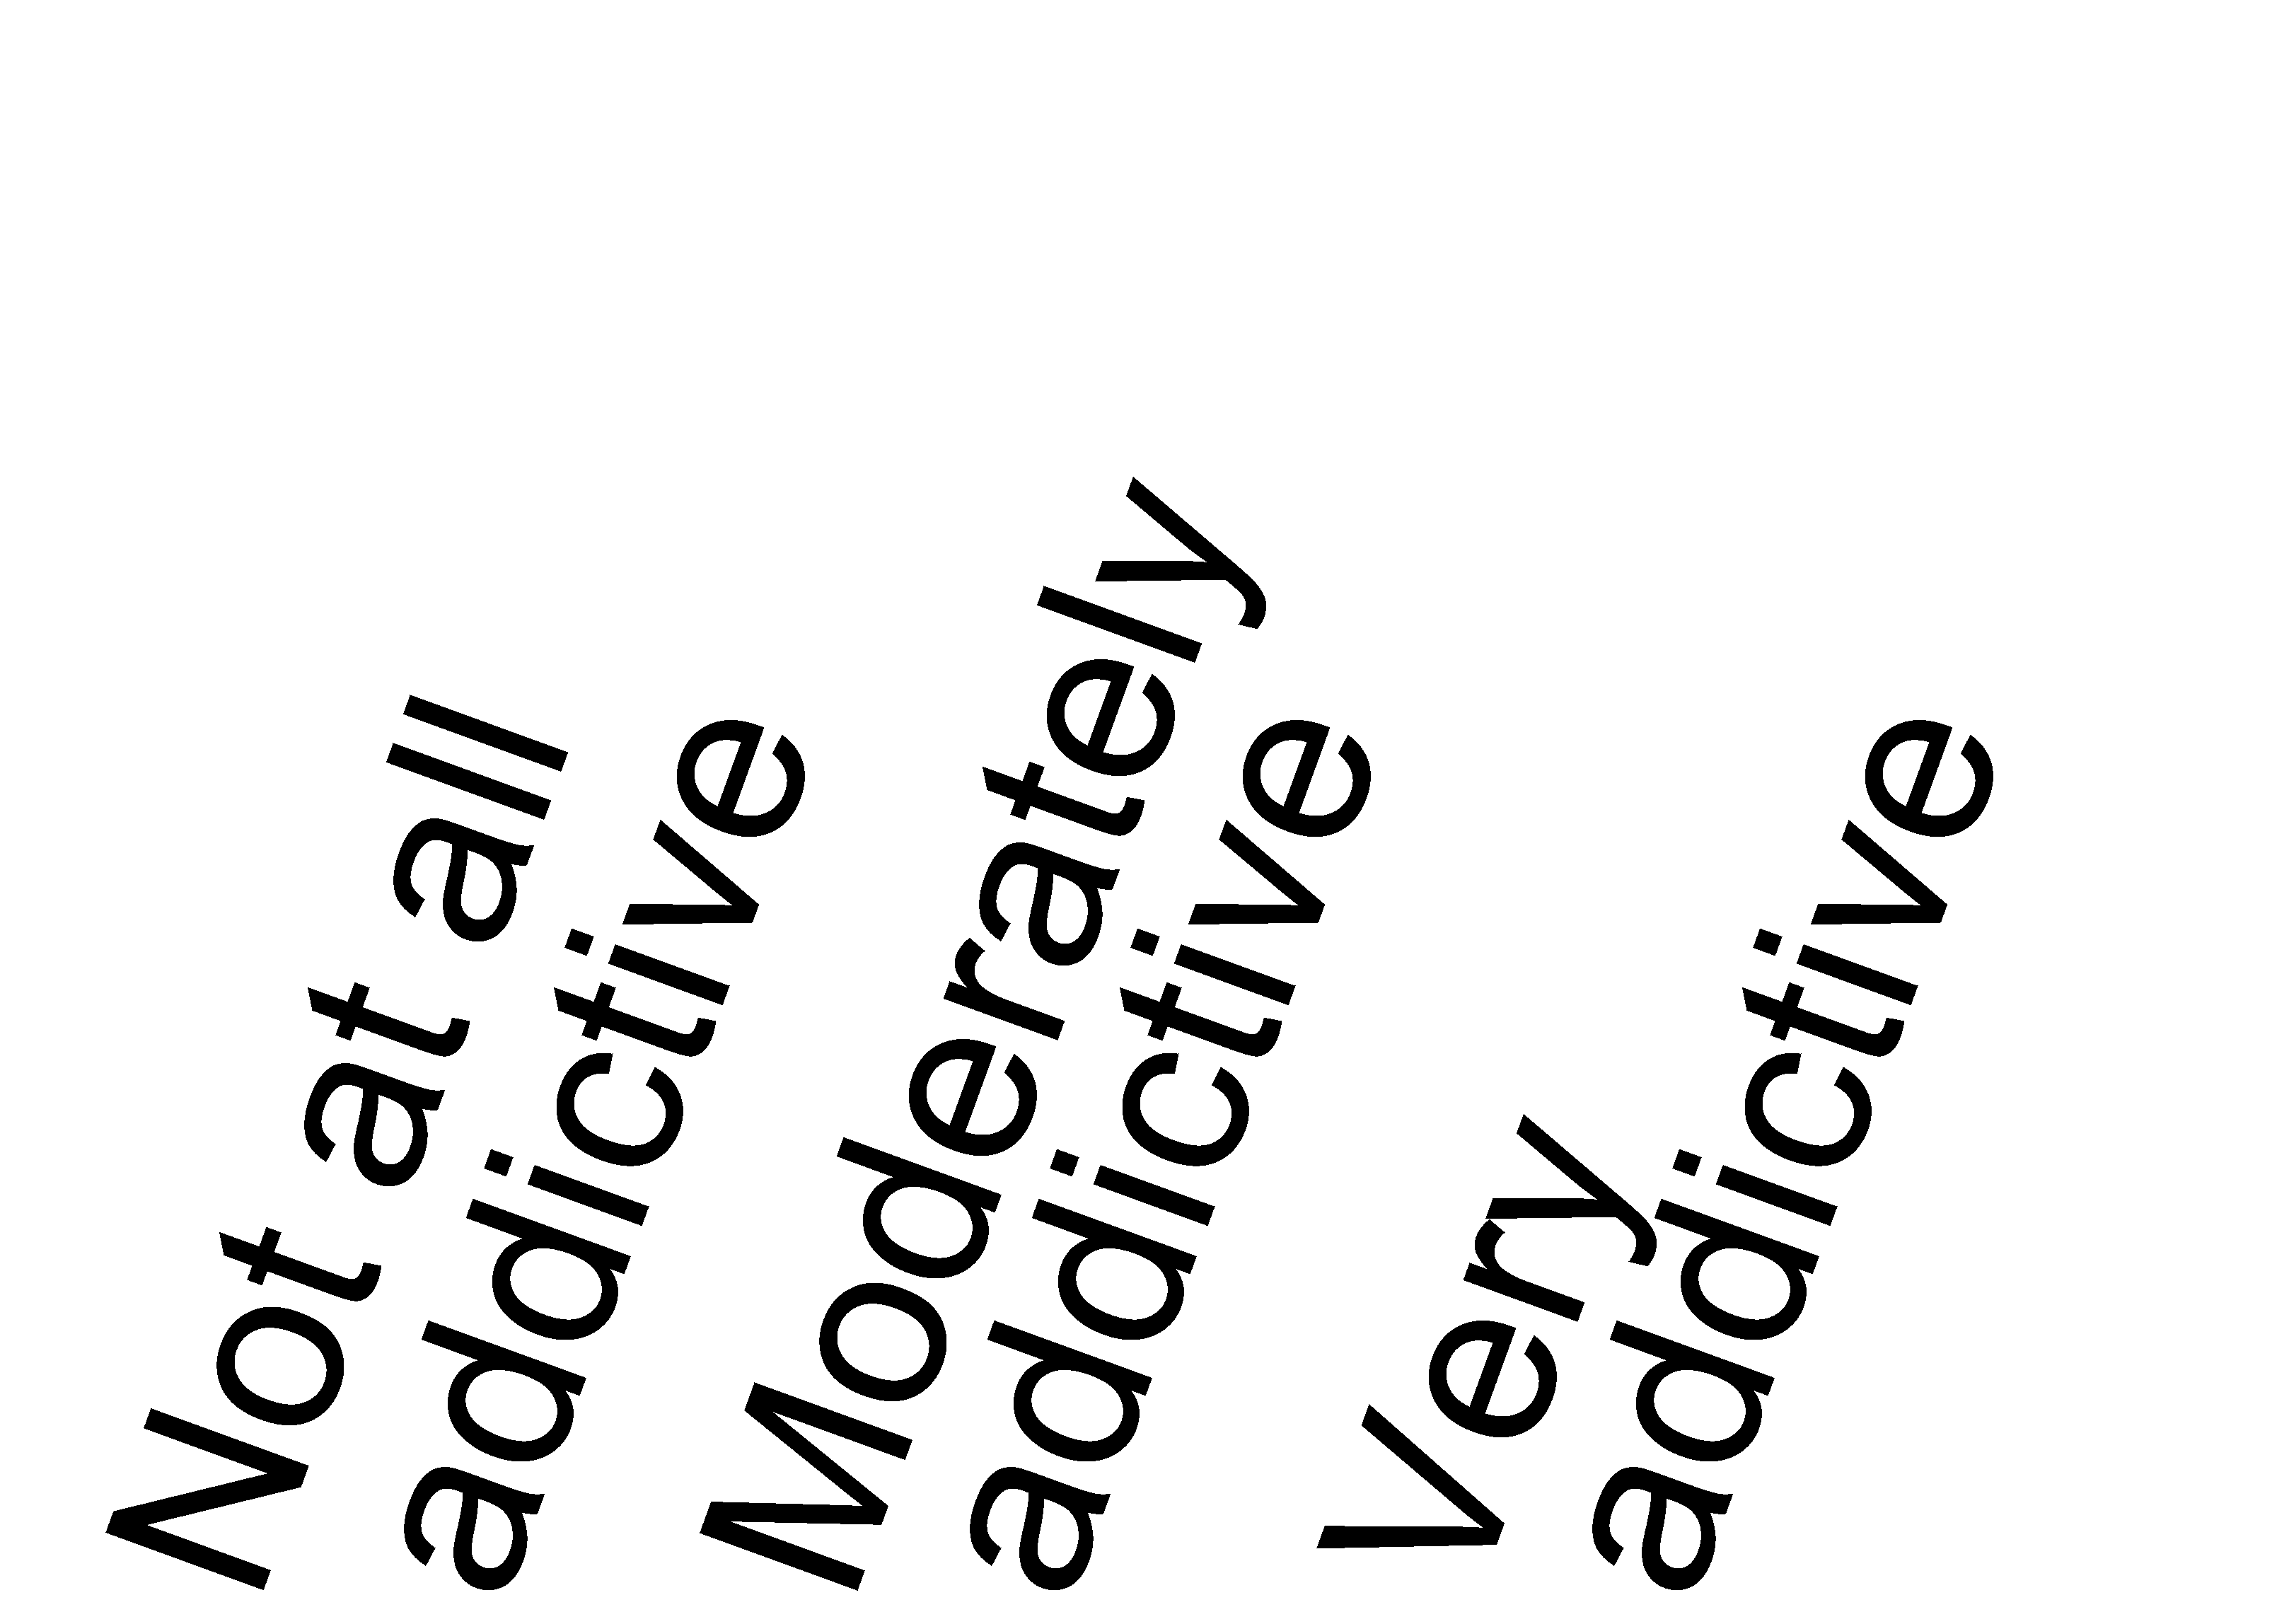 Not at all
addictive
Moderately
addictive
Very
addictive